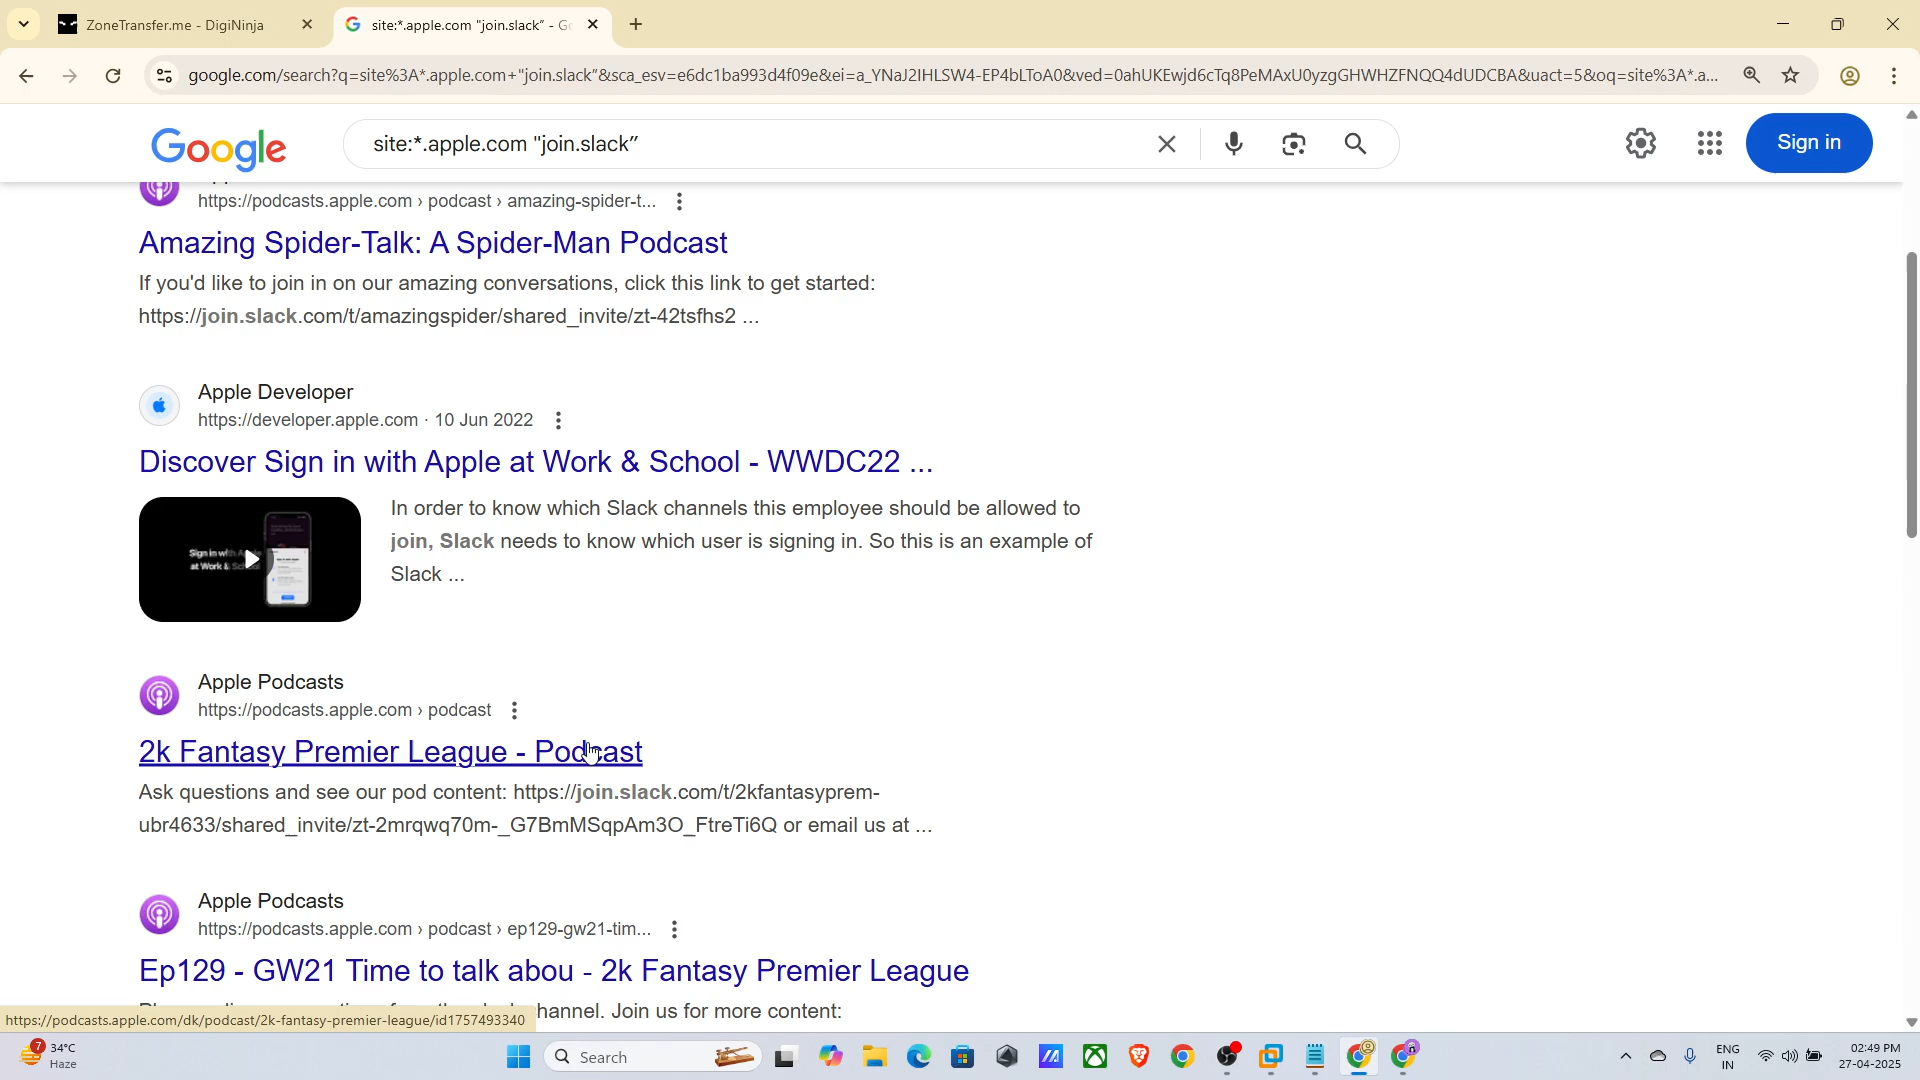 ZoneTransfer.me - DigiNinja
site:*.apple.com "join.slack" - Go
google.com/search?q=site%3A*.apple.com+"join.slack"&sca_esv=e6dc1ba993d4f09e&ei=a_YNaJ2IHLSW4-EP4bLToA0&ved=0ahUKEwjd6cTq8PeMAxU0yzgGHWHZFNQQ4dUDCBA&uact=5&oq=site%3A*.a...
Google
site:*.apple.com "join.slack”
Sign in
https://podcasts.apple.com › podcast › amazing-spider-t...
Amazing Spider-Talk: A Spider-Man Podcast
If you'd like to join in on our amazing conversations, click this link to get started:
https://join.slack.com/t/amazingspider/shared_invite/zt-42tsfhs2 ...
Apple Developer
https://developer.apple.com · 10 Jun 2022
Discover Sign in with Apple at Work & School - WWDC22 ...
Sign in with Apple
at Work & School
In order to know which Slack channels this employee should be allowed to
join, Slack needs to know which user is signing in. So this is an example of
Slack ...
Apple Podcasts
https://podcasts.apple.com › podcast
2k Fantasy Premier League - Podcast
Ask questions and see our pod content: https://join.slack.com/t/2kfantasyprem-
ubr4633/shared_invite/zt-2mrqwq70m-_G7BmMSqpAm3O_FtreTi6Q or email us at ...
Apple Podcasts
https://podcasts.apple.com › podcast › ep129-gw21-tim...
Ep129 - GW21 Time to talk abou - 2k Fantasy Premier League
hannel. Join us for more content:
https://podcasts.apple.com/dk/podcast/2k-fantasy-premier-league/id1757493340
7
34°C
Haze
Search
ENG
IN
02:49 PM
27-04-2025